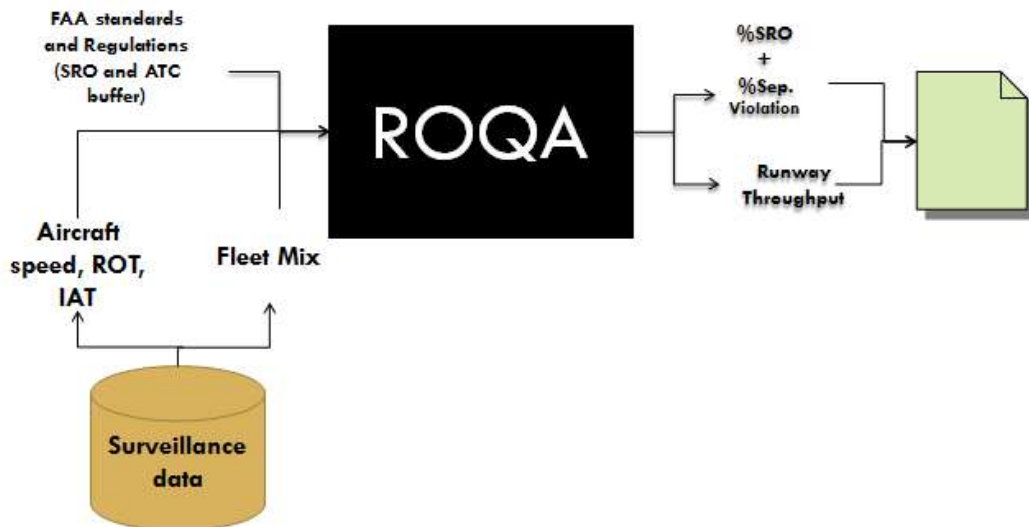 FAA standards
and Regulations
(SRO and ATC
buffer)
ROQA
%SRO
+
%Sep.
Violation
Runway
Throughput
Aircraft
speed, ROT,
IAT
Fleet Mix
Surveillance
data